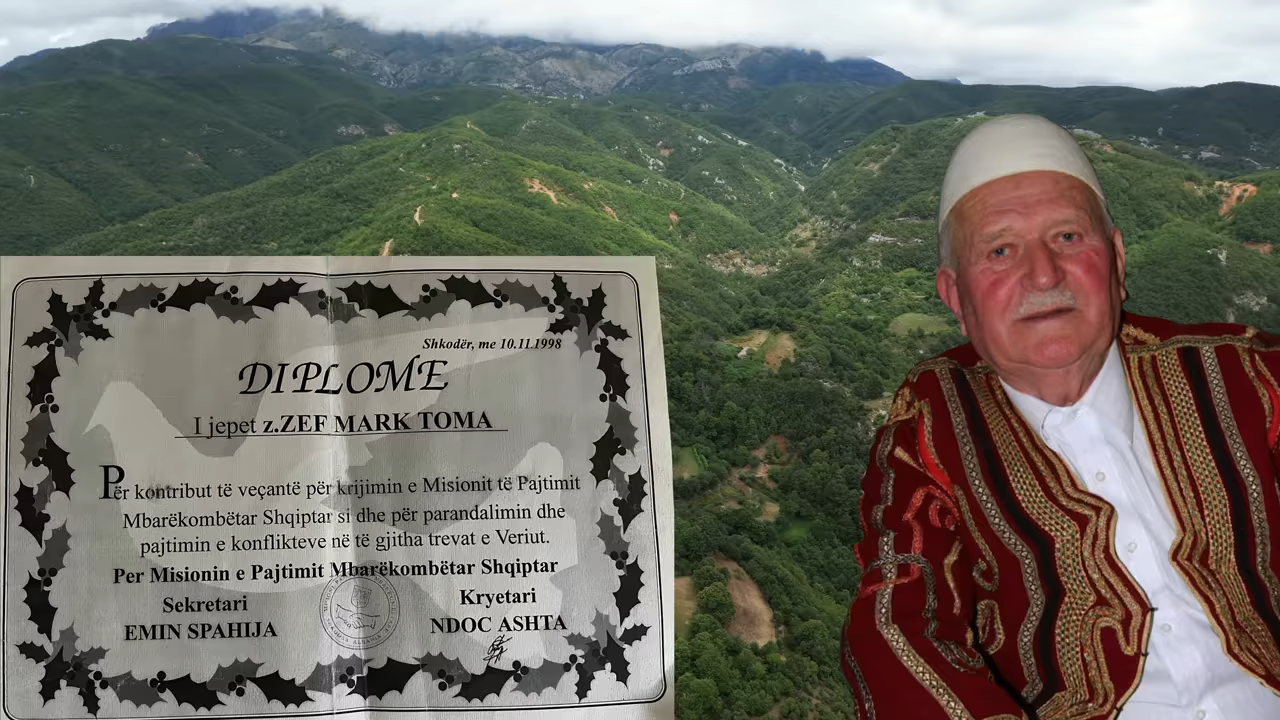 Shkodër, me 10.11.1998
DIPLOME
I jepet z.ZEF MARK TOMA
Për kontribut të veçantë për krijimin e Misionit të Pajtimit
Mbarëkombëtar Shqiptar si dhe për parandalimin dhe
pajtimin e konflikteve në të gjitha trevat e Veriut.
Per Misionin e Pajtimit Mbarëkombëtar Shqiptar
Sekretari
EMIN SPAHIJA
Kryetari
NDOC ASHTA